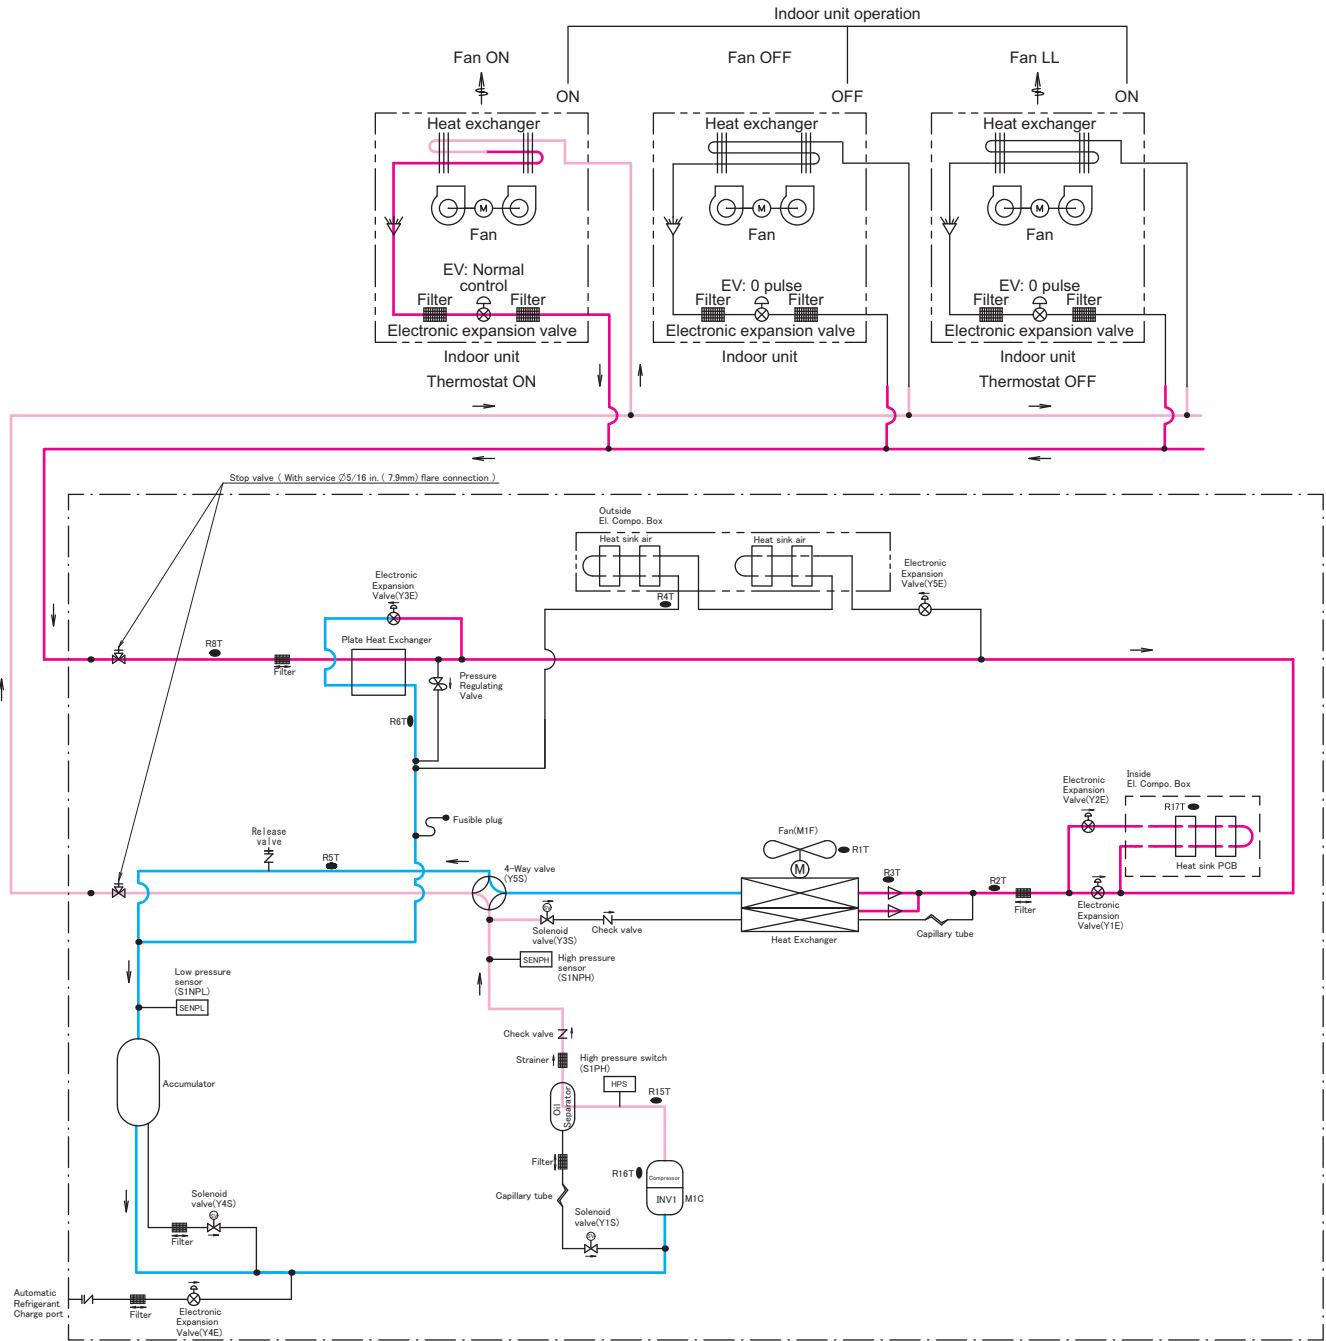 Indoor unit operation
Fan ON
Fan OFF
Fan LL
ON
OFF
ON
Heat exchanger
Heat exchanger
Heat exchanger
M
M
M
Fan
Fan
Fan
EV: Normal
control
EV: 0 pulse
EV: 0 pulse
Filter
Filter
Filter
Filter
Filter
Filter
Electronic expansion valve
Electronic expansion valve
Electronic expansion valve
Indoor unit
Indoor unit
Indoor unit
Thermostat ON
Thermostat OFF
Stop valve ( With service ∅5/16 in. ( 7.9mm) flare connection )
Outside
El. Compo. Box
Heat sink air
Heat sink air
Electronic
Expansion
Valve(Y3E)
Electronic
Expansion
Valve(Y5E)
R4T
R8T
Plate Heat Exchanger
Filter
Pressure
Regulating
Valve
R6T
Electronic
Expansion
Valve(Y2E)
Inside
El. Compo. Box
R17T
Heat sink PCB
Fusible plug
Release
valve
R5T
4-Way valve
(Y5S)
Fan(M1F)
R1T
M
R3T
R2T
Filter
Electronic
Expansion
Valve(Y1E)
SV
Solenoid
valve(Y3S)
Check valve
Heat Exchanger
Capillary tube
SENPH
High pressure
sensor
(S1NPH)
Low pressure
sensor
(S1NPL)
SENPL
Check valve
Strainer
High pressure switch
(S1PH)
HPS
R15T
Accumulator
Oil
Separator
Filter
R16T
Compressor
INV1
M1C
Capillary tube
Solenoid
valve(Y4S)
SV
Filter
Solenoid
valve(Y1S)
SV
Automatic
Refrigerant
Charge port
Filter
Electronic
Expansion
Valve(Y4E)